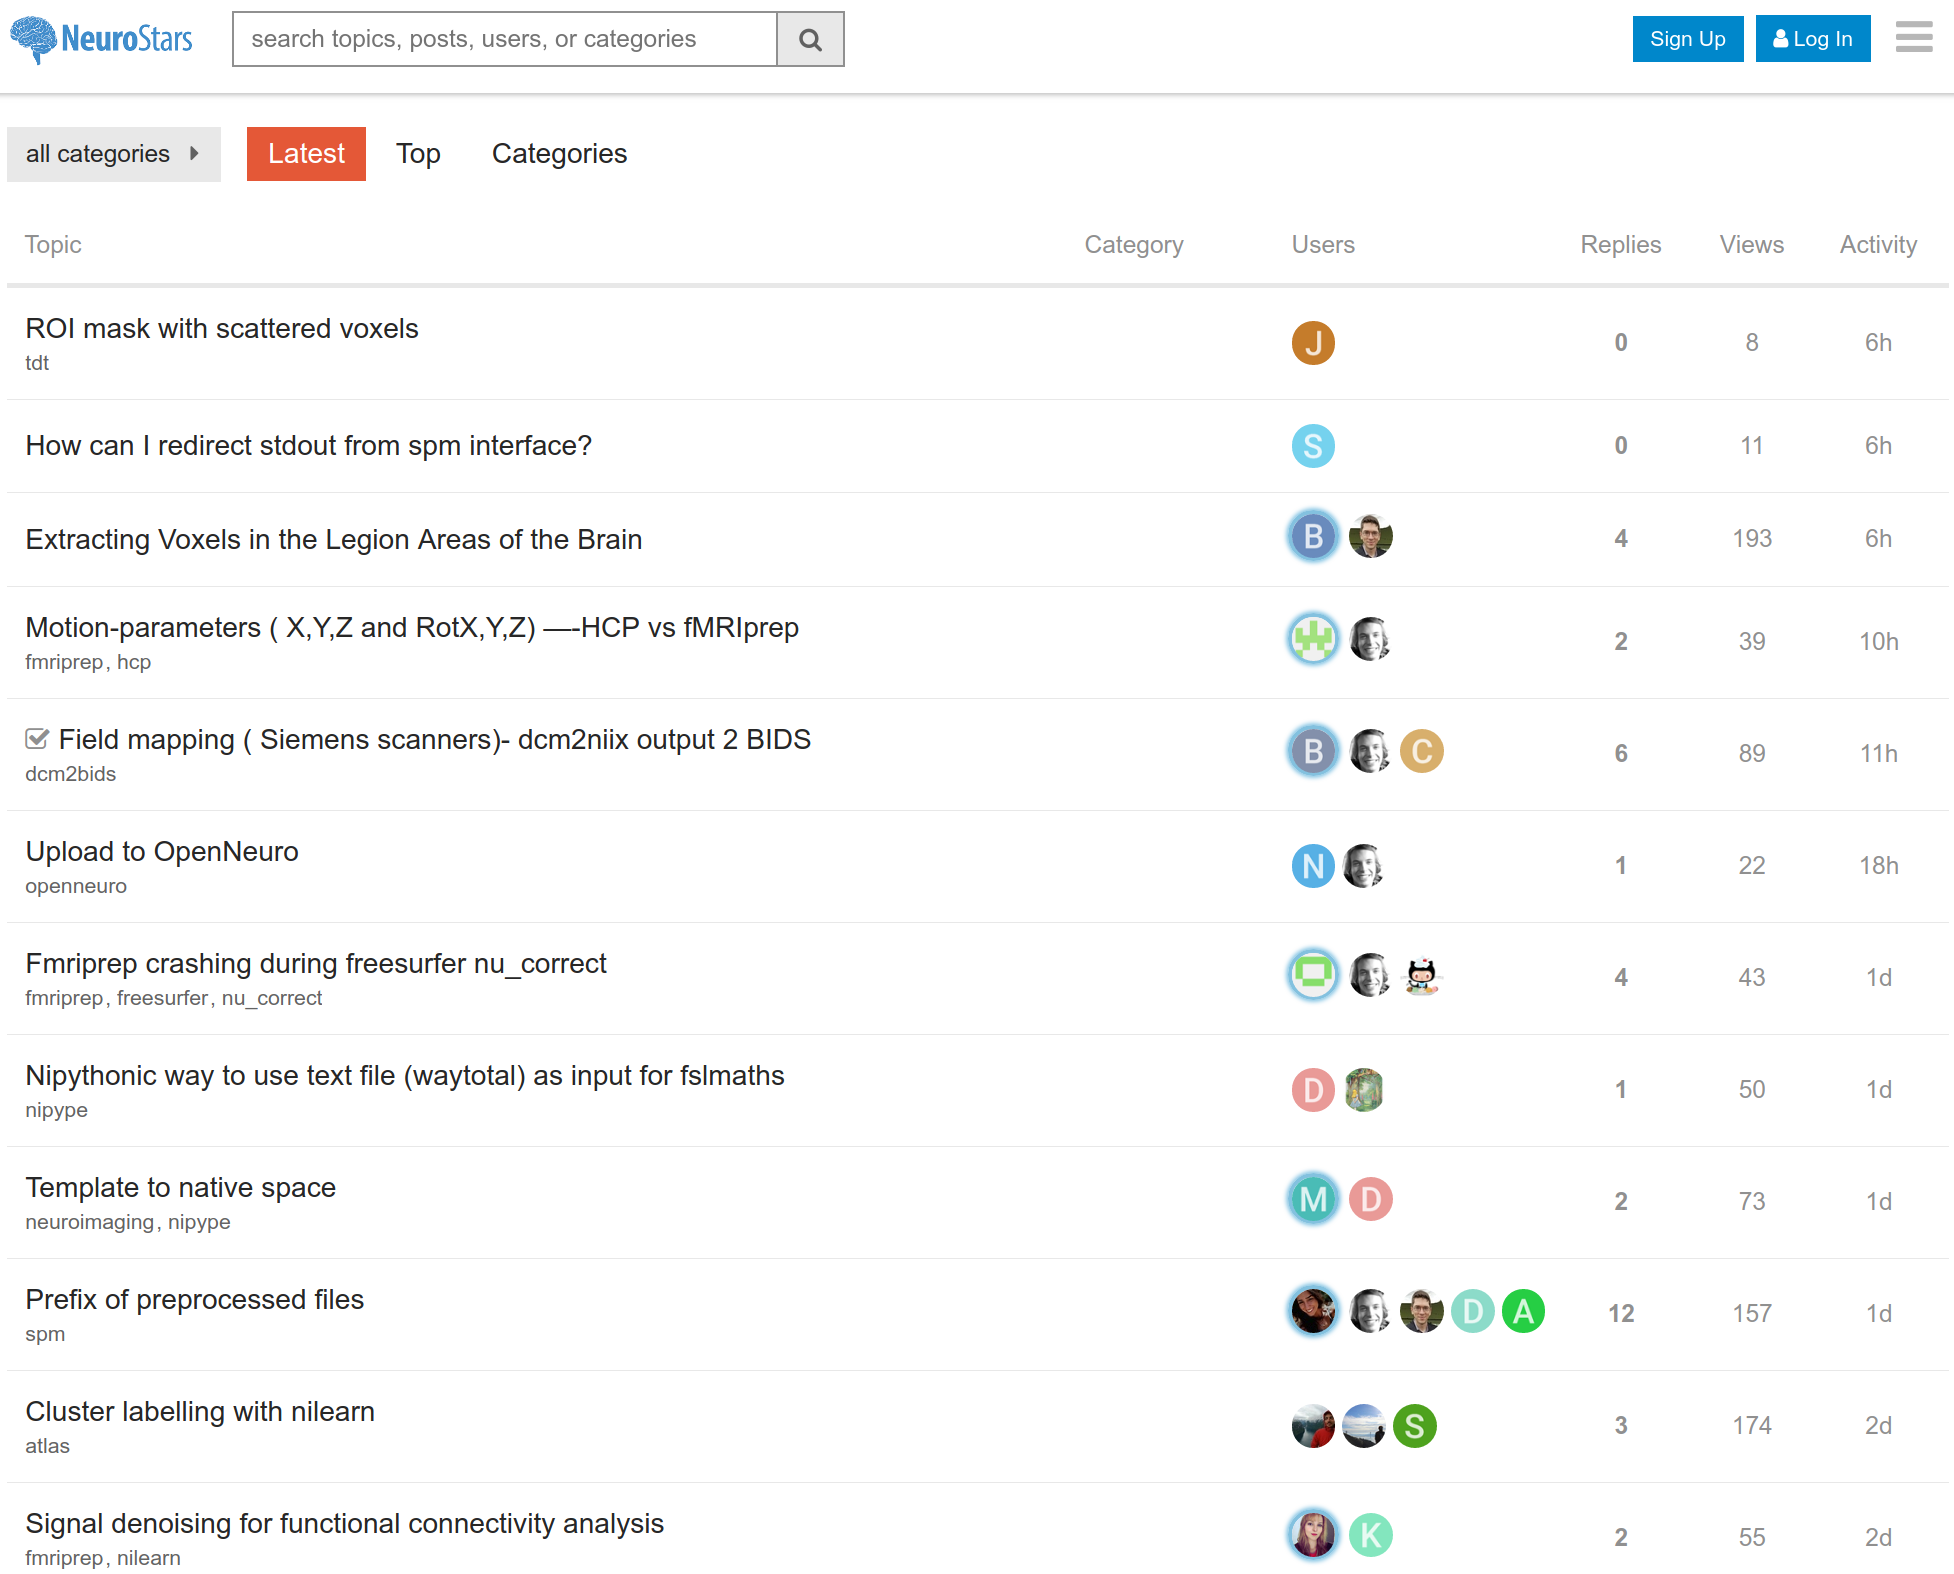 NeuroStars search topics, posts, users, or categories Sign Up Log In
all categories Latest Top Categories
Topic Category Users Replies Views Activity
ROI mask with scattered voxels J 0 8 6h
tdt
How can I redirect stdout from spm interface? S 0 11 6h
Extracting Voxels in the Legion Areas of the Brain B 4 193 6h
Motion-parameters ( X,Y,Z and RotX,Y,Z) —-HCP vs fMRIprep 2 39 10h
fmriprep, hcp
Field mapping ( Siemens scanners)- dcm2niix output 2 BIDS B C 6 89 11h
dcm2bids
Upload to OpenNeuro N 1 22 18h
openneuro
Fmriprep crashing during freesurfer nu_correct 4 43 1d
fmriprep, freesurfer, nu_correct
Nipythonic way to use text file (waytotal) as input for fslmaths D 1 50 1d
nipype
Template to native space M D 2 73 1d
neuroimaging, nipype
Prefix of preprocessed files D A 12 157 1d
spm
Cluster labelling with nilearn S 3 174 2d
atlas
Signal denoising for functional connectivity analysis K 2 55 2d
fmriprep, nilearn